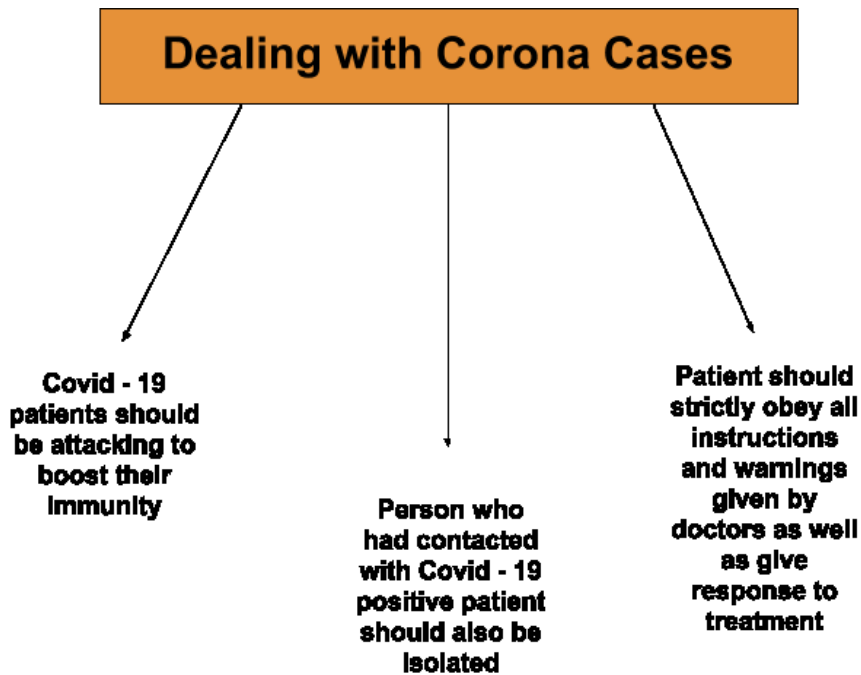 Dealing with Corona Cases
Covid - 19
patients should
be attacking to
boost their
immunity
Person who
had contacted
with Covid - 19
positive patient
should also be
isolated
Patient should
strictly obey all
instructions
and warnings
given by
doctors as well
as give
response to
treatment